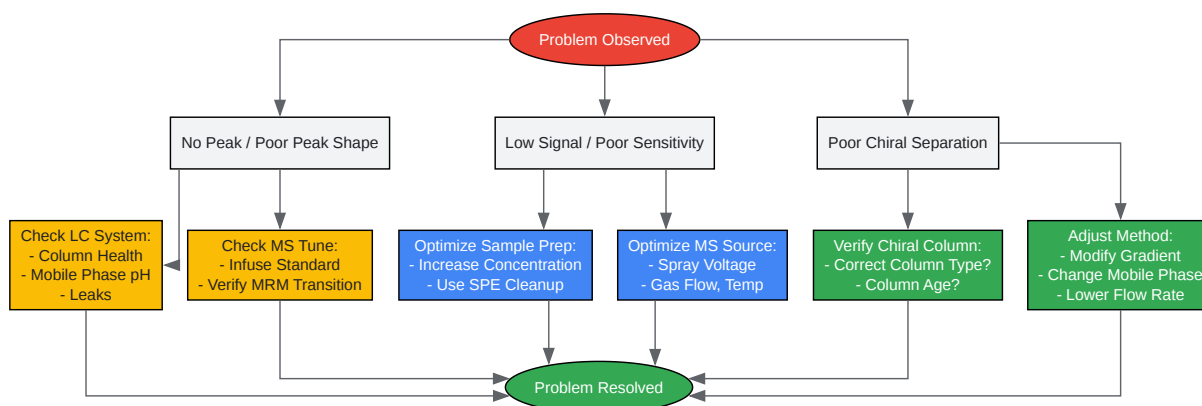 Problem Observed
No Peak / Poor Peak Shape
Low Signal / Poor Sensitivity
Poor Chiral Separation
Check LC System:
- Column Health
- Mobile Phase pH
- Leaks
Check MS Tune:
- Infuse Standard
- Verify MRM Transition
Optimize Sample Prep:
- Increase Concentration
- Use SPE Cleanup
Optimize MS Source:
- Spray Voltage
- Gas Flow, Temp
Verify Chiral Column:
- Correct Column Type?
- Column Age?
Adjust Method:
- Modify Gradient
- Change Mobile Phase
- Lower Flow Rate
Problem Resolved